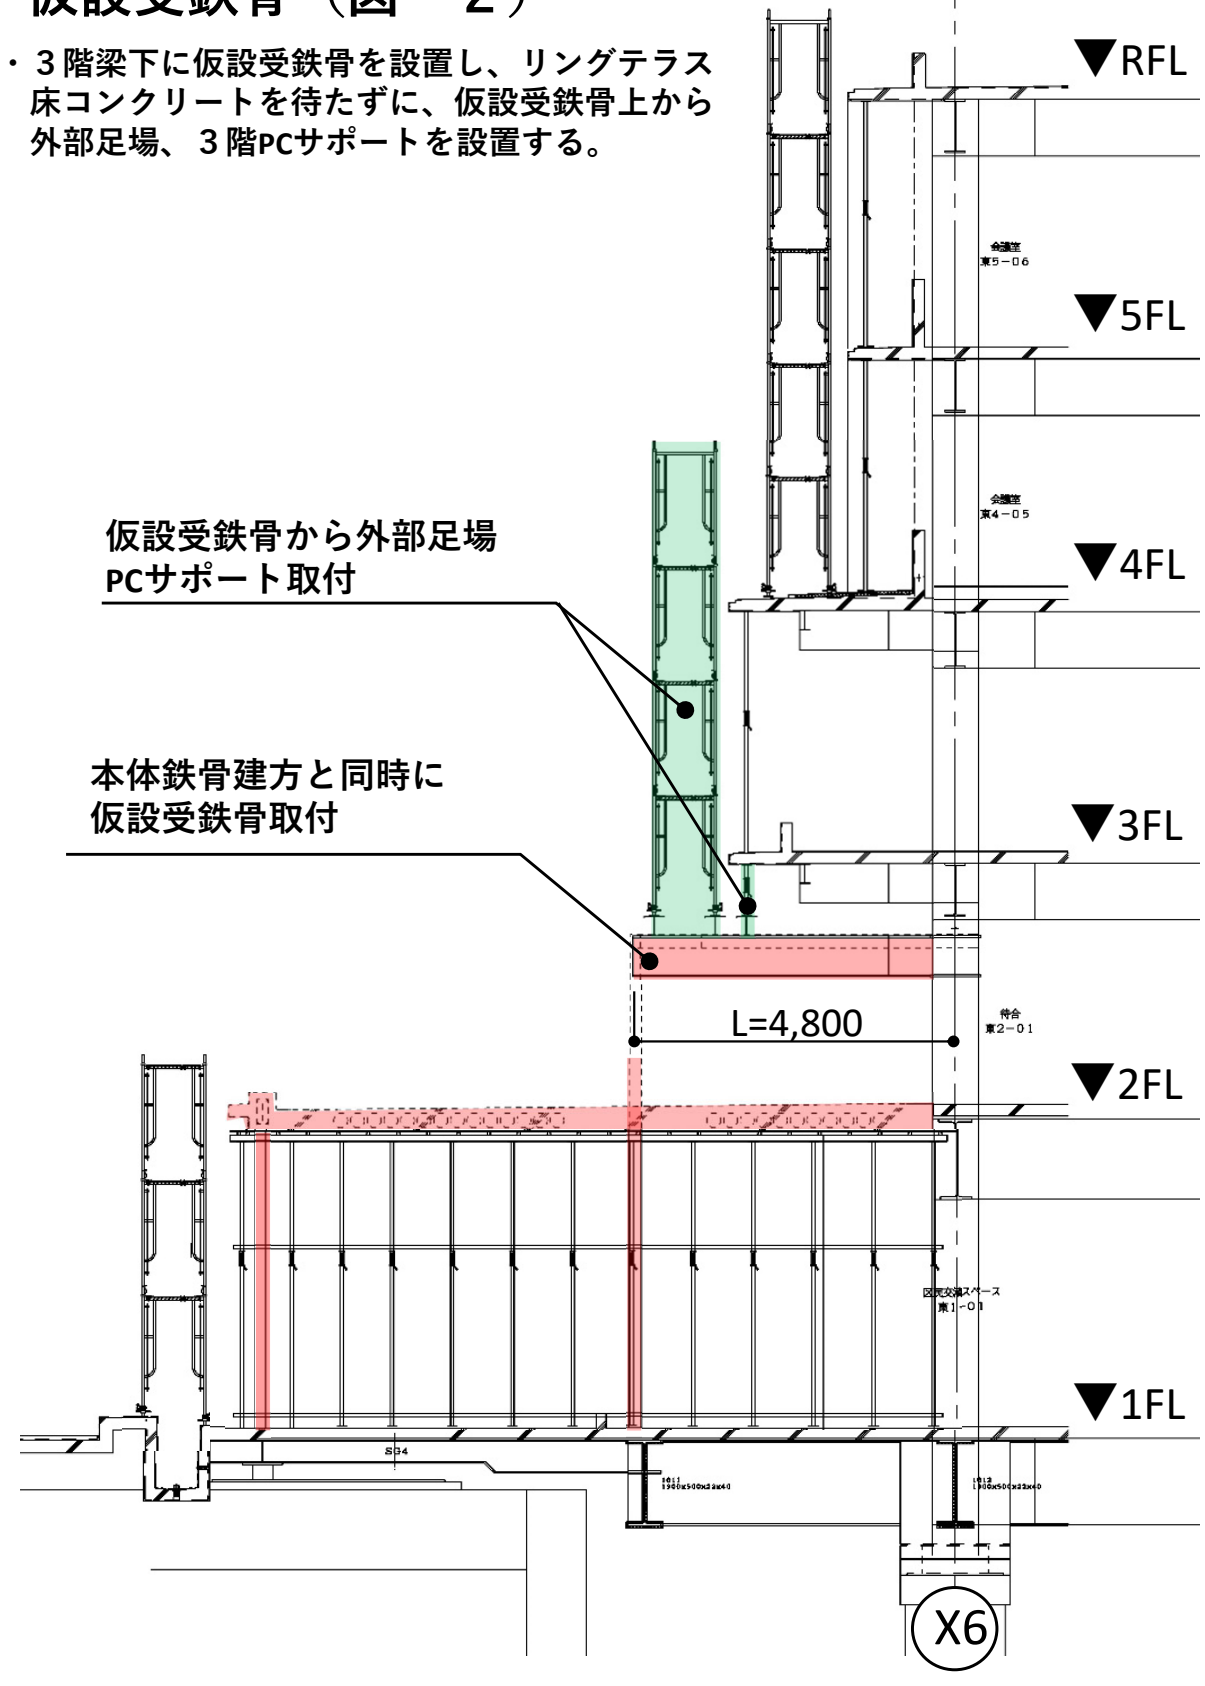 仮設受鉄骨（図－２）
・３階梁下に仮設受鉄骨を設置し、リングテラス
床コンクリートを待たずに、仮設受鉄骨上から
外部足場、３階PCサポートを設置する。
▼RFL
会議室
東5-06
▼5FL
会議室
東4-05
仮設受鉄骨から外部足場
PCサポート取付
▼4FL
本体鉄骨建方と同時に
仮設受鉄骨取付
▼3FL
待合
東2-01
L=4,800
▼2FL
区民交流スペース
東1-01
▼1FL
SG4
1900x500x22x40
1900x500x22x40
X6